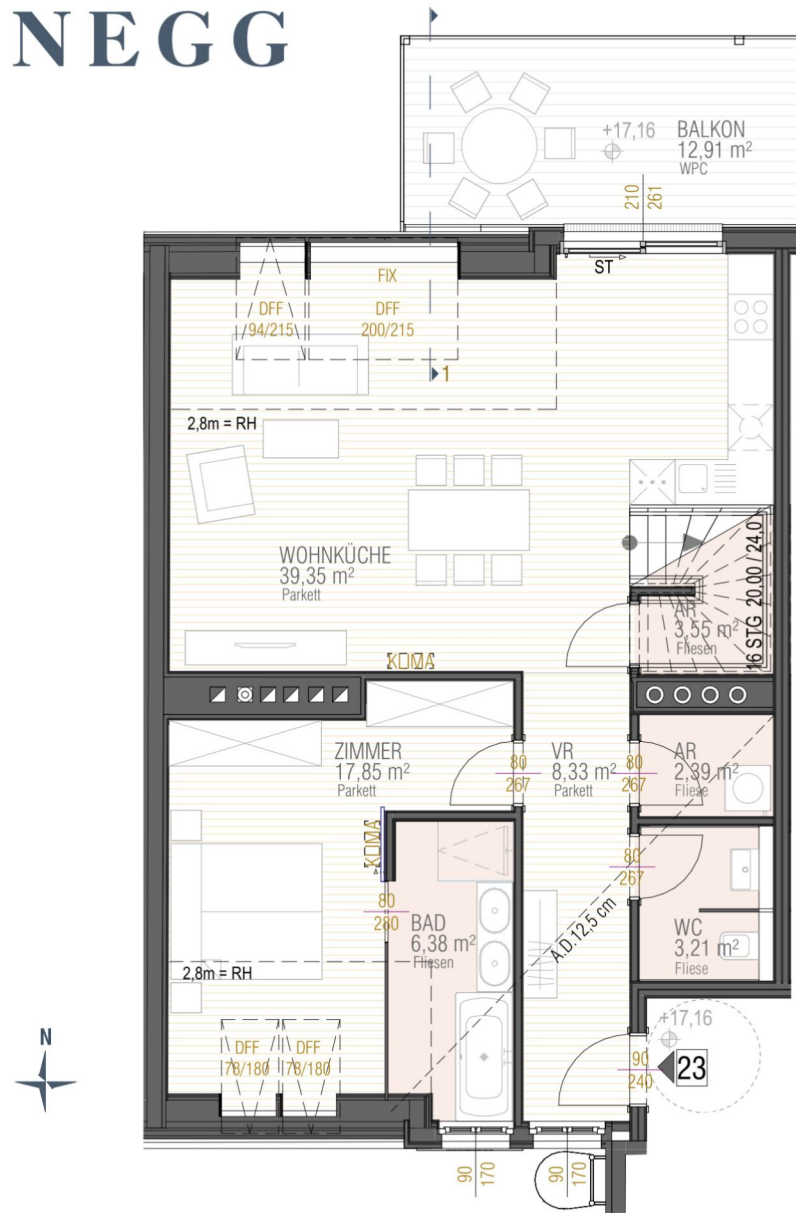 NEGG
+17,16
BALKON
12,91 m²
WPC
210
261
ST
FIX
DFF
94/215
DFF
200/215
1
2,8m = RH
WOHNKÜCHE
39,35 m²
Parkett
AR
3,55 m²
Fliesen
16 STG 20,00 / 24,0
KLIMA
ZIMMER
17,85 m²
Parkett
80
267
VR
8,33 m²
Parkett
80
267
AR
2,39 m²
Fliese
KLIMA
80
267
80
280
BAD
6,38 m²
Fliesen
A.D.12,5 cm
WC
3,21 m²
Fliese
2,8m = RH
N
+17,16
DFF
78/180
DFF
78/180
90
240
23
90
170
90
170